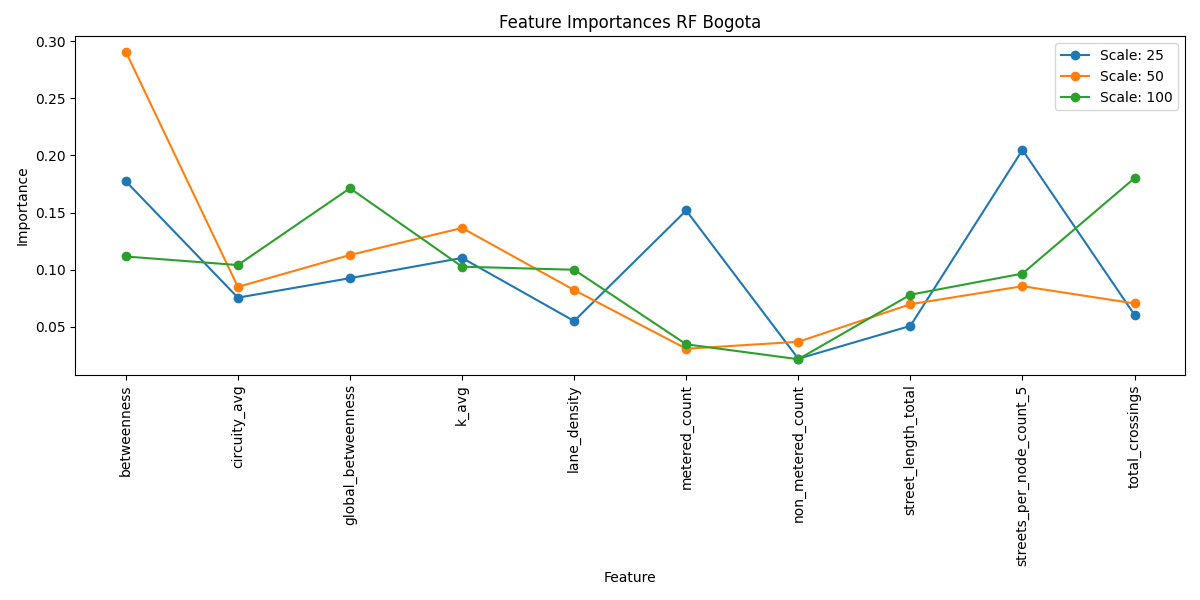 Feature Importances RF Bogota
Importance
0.30
0.25
0.20
0.15
0.10
0.05
Scale: 25
Scale: 50
Scale: 100
betweenness
circuity_avg
global_betweenness
k_avg
lane_density
metered_count
non_metered_count
street_length_total
streets_per_node_count_5
total_crossings
Feature